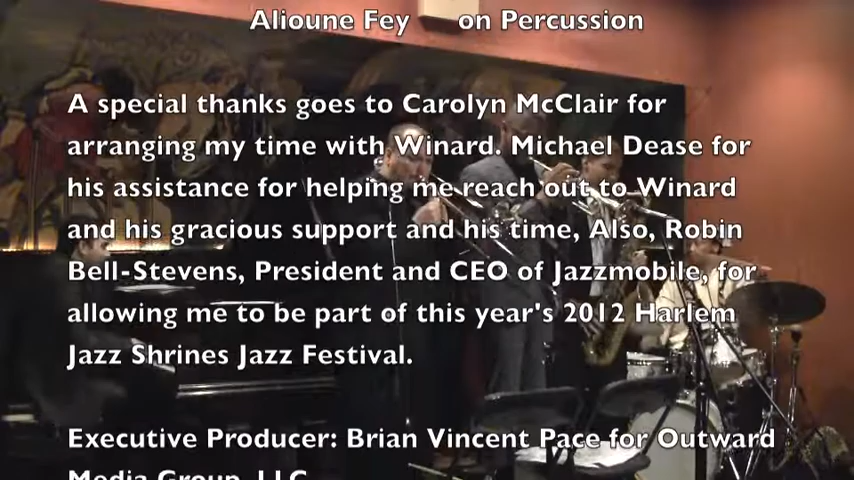 Alioune Fey on Percussion
A special thanks goes to Carolyn McClair for
arranging my time with Winard. Michael Dease for
his assistance for helping me reach out to Winard
and his gracious support and his time, Also, Robin
Bell-Stevens, President and CEO of Jazzmobile, for
allowing me to be part of this year's 2012 Harlem
Jazz Shrines Jazz Festival.
Executive Producer: Brian Vincent Pace for Outward
Media Group, LLC